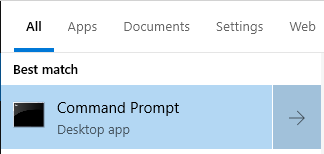 All Apps Documents Settings Web
Best match
Command Prompt
Desktop app